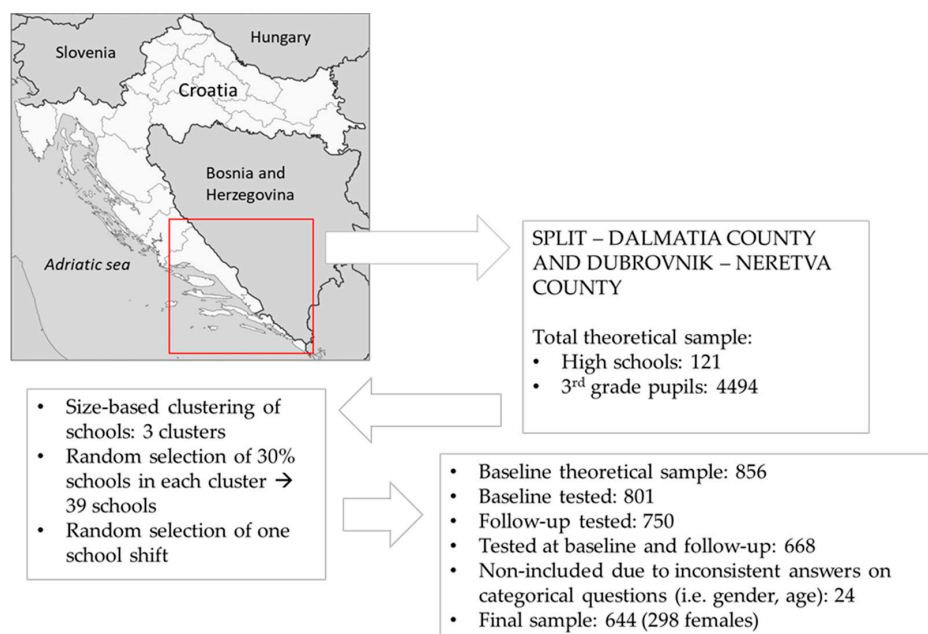 Slovenia
Hungary
Croatia
Bosnia and
Herzegovina
Adriatic sea
SPLIT – DALMATIA COUNTY
AND DUBROVNIK – NERETVA
COUNTY
Total theoretical sample:
• High schools: 121
• 3rd grade pupils: 4494
• Size-based clustering of
schools: 3 clusters
• Random selection of 30%
schools in each cluster →
39 schools
• Random selection of one
school shift
• Baseline theoretical sample: 856
• Baseline tested: 801
• Follow-up tested: 750
• Tested at baseline and follow-up: 668
• Non-included due to inconsistent answers on
categorical questions (i.e. gender, age): 24
• Final sample: 644 (298 females)